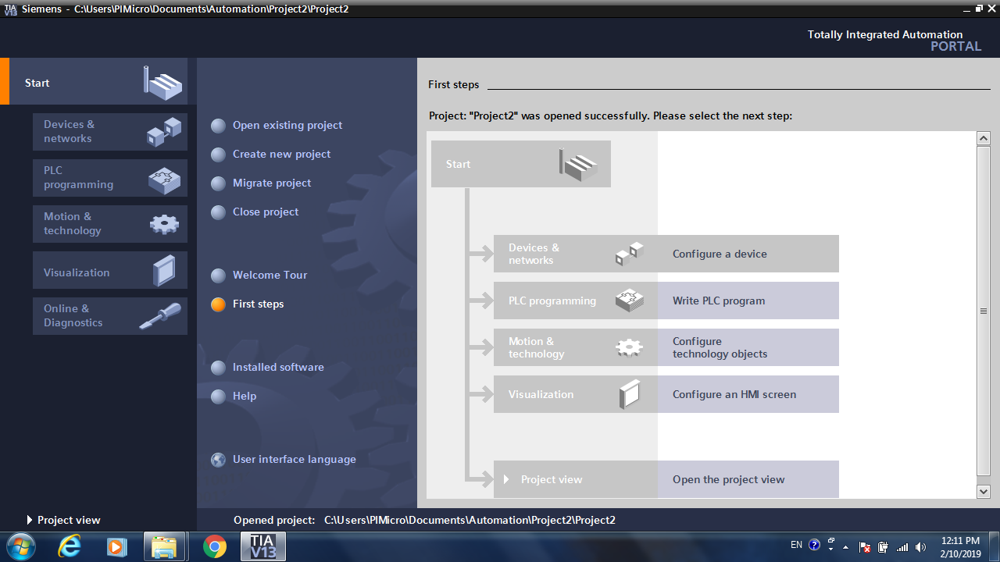 TIA V13 Siemens - C:\Users\PIMicro\Documents\Automation\Project2\Project2
Totally Integrated Automation
PORTAL
Start
Devices &
networks
PLC
programming
Motion &
technology
Visualization
Online &
Diagnostics
Project view
Open existing project
Create new project
Migrate project
Close project
Welcome Tour
First steps
Installed software
Help
User interface language
First steps
Project: "Project2" was opened successfully. Please select the next step:
Start
Devices &
networks
Configure a device
PLC programming
Write PLC program
Motion &
technology
Configure
technology objects
Visualization
Configure an HMI screen
Project view
Open the project view
Opened project: C:\Users\PIMicro\Documents\Automation\Project2\Project2
TIA
V13
EN
12:11 PM
2/10/2019